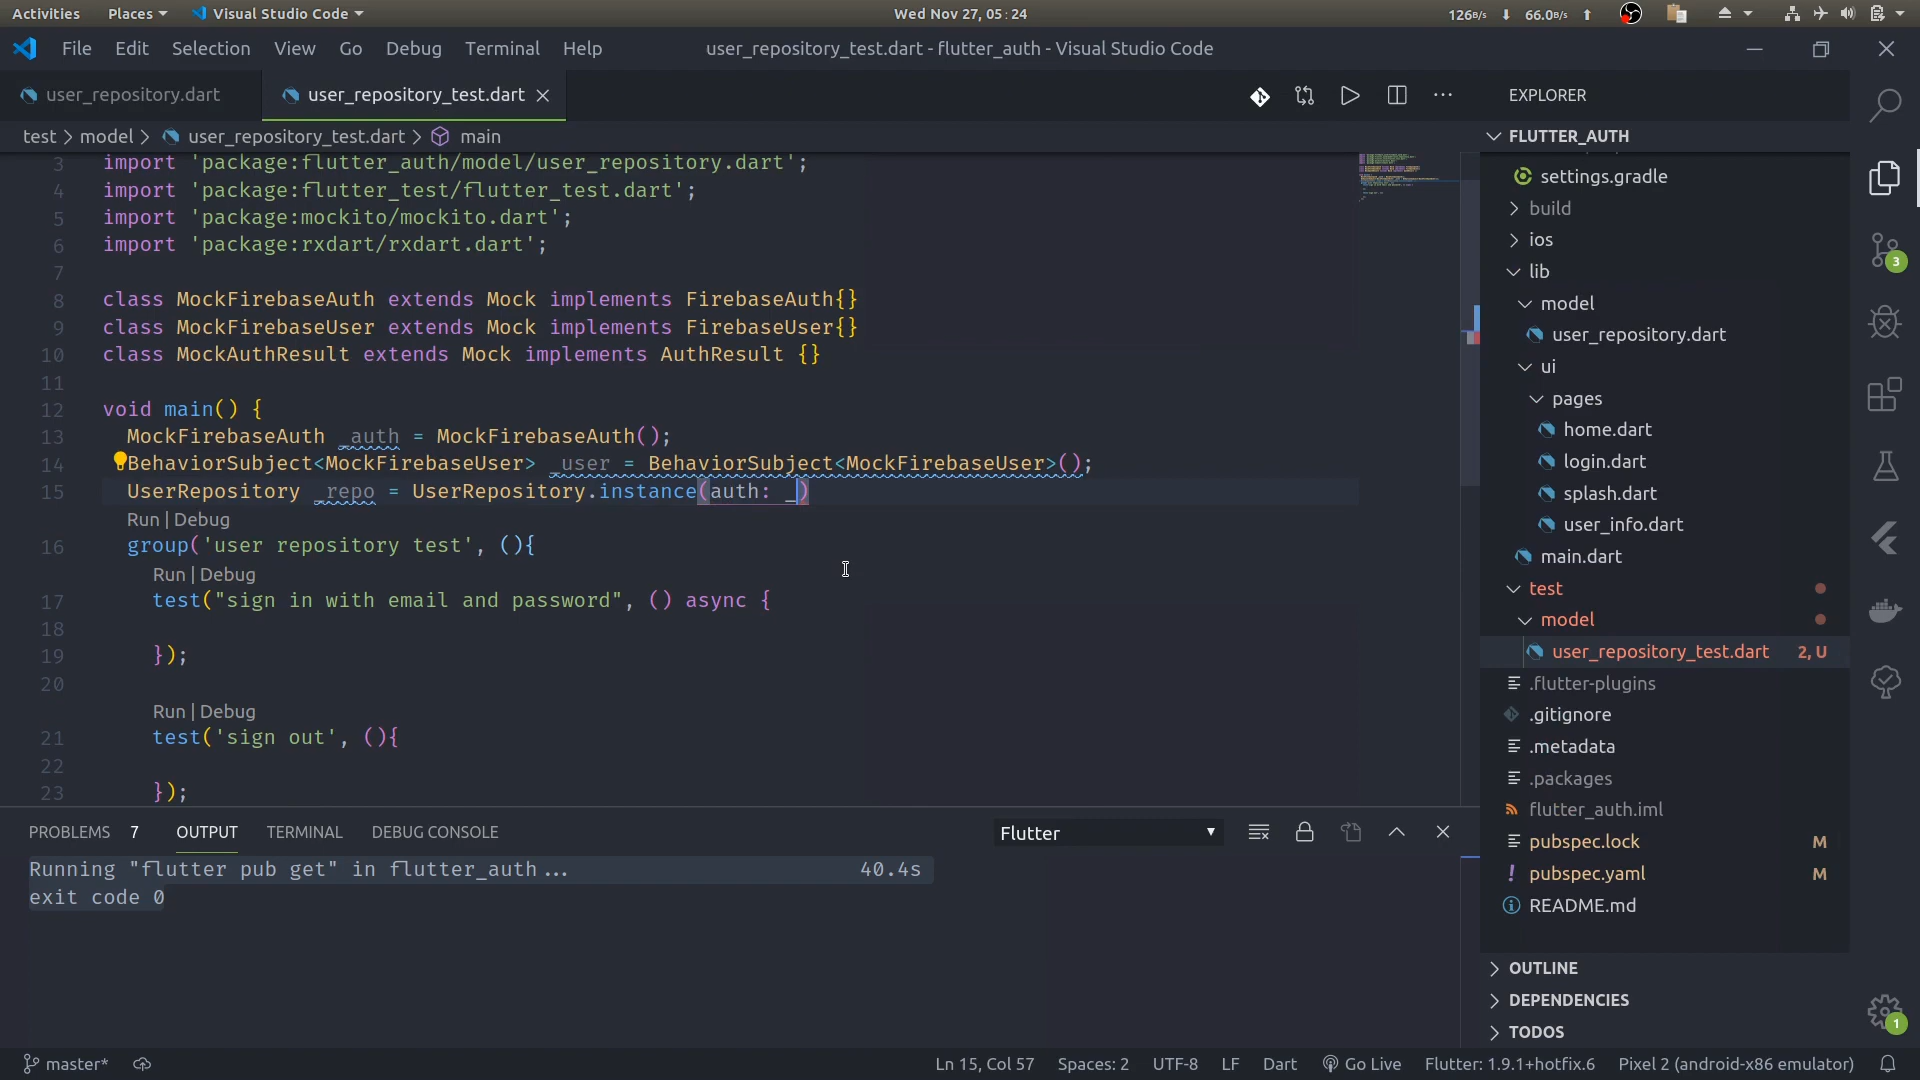 Activities Places Visual Studio Code Wed Nov 27, 05:24 126B/s 66.0B/s
File Edit Selection View Go Debug Terminal Help user_repository_test.dart - flutter_auth - Visual Studio Code
user_repository.dart user_repository_test.dart
test > model > user_repository_test.dart > main
3 import 'package:flutter_auth/model/user_repository.dart';
4 import 'package:flutter_test/flutter_test.dart';
5 import 'package:mockito/mockito.dart';
6 import 'package:rxdart/rxdart.dart';
7
8 class MockFirebaseAuth extends Mock implements FirebaseAuth{}
9 class MockFirebaseUser extends Mock implements FirebaseUser{}
10 class MockAuthResult extends Mock implements AuthResult {}
11
12 void main() {
13 MockFirebaseAuth _auth = MockFirebaseAuth();
14 BehaviorSubject<MockFirebaseUser> _user = BehaviorSubject<MockFirebaseUser>();
15 UserRepository _repo = UserRepository.instance(auth: _)
Run | Debug
16 group('user repository test', (){
Run | Debug
17 test("sign in with email and password", () async {
18
19 });
20
Run | Debug
21 test('sign out', (){
22
23 });
PROBLEMS 7 OUTPUT TERMINAL DEBUG CONSOLE Flutter
Running "flutter pub get" in flutter_auth... 40.4s
exit code 0
EXPLORER
FLUTTER_AUTH
settings.gradle
build
ios
lib
model
user_repository.dart
ui
pages
home.dart
login.dart
splash.dart
user_info.dart
main.dart
test
model
user_repository_test.dart 2, U
.flutter-plugins
.gitignore
.metadata
.packages
flutter_auth.iml
pubspec.lock M
pubspec.yaml M
README.md
OUTLINE
DEPENDENCIES
TODOS
3
1
master* Ln 15, Col 57 Spaces: 2 UTF-8 LF Dart Go Live Flutter: 1.9.1+hotfix.6 Pixel 2 (android-x86 emulator)